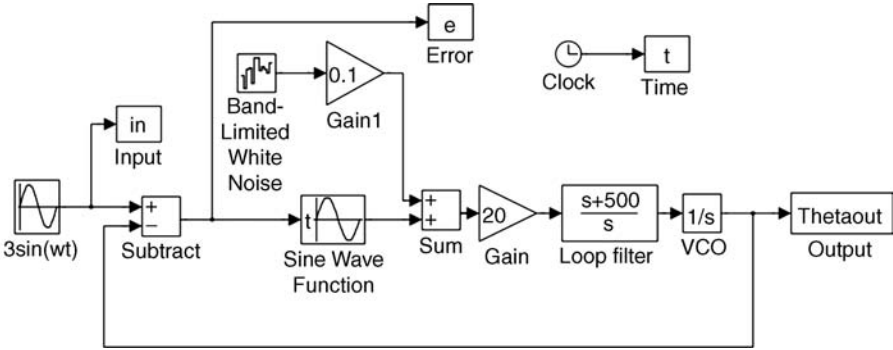 e
Error
0.1
Gain1
Band-
Limited
White
Noise
t
Clock
Time
in
Input
3sin(wt)
+
−
Subtract
t
Sine Wave
Function
+
+
Sum
20
Gain
s+500
s
Loop filter
1/s
VCO
Thetaout
Output